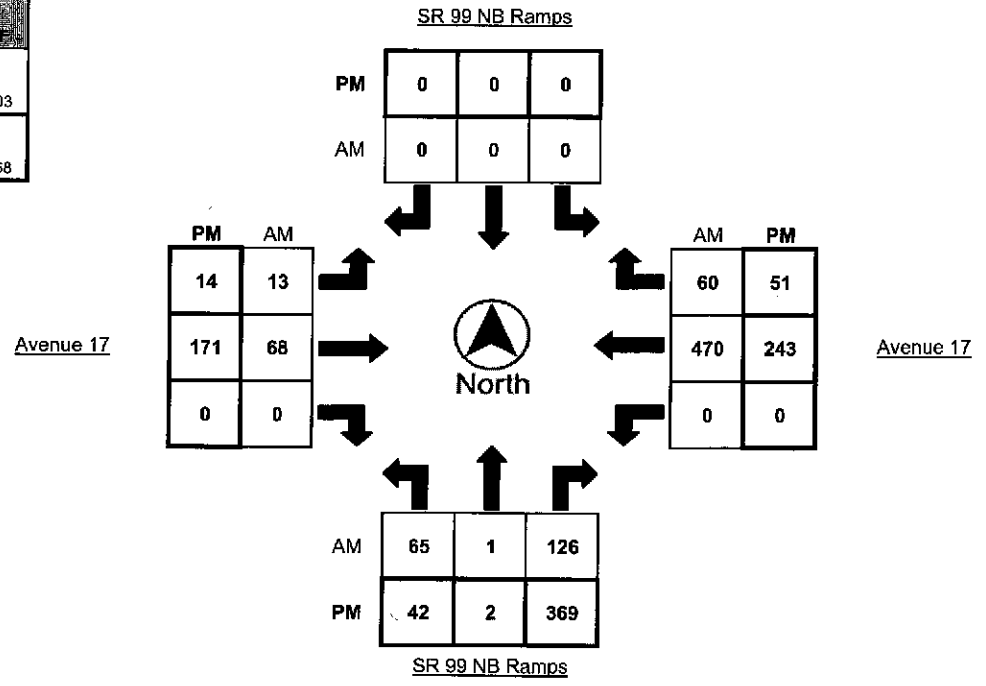 SR 99 NB Ramps
PM 0 0 0
AM 0 0 0
PM AM
14 13
171 68
0 0
Avenue 17
North
AM PM
60 51
470 243
0 0
Avenue 17
AM 65 1 126
PM 42 2 369
SR 99 NB Ramps